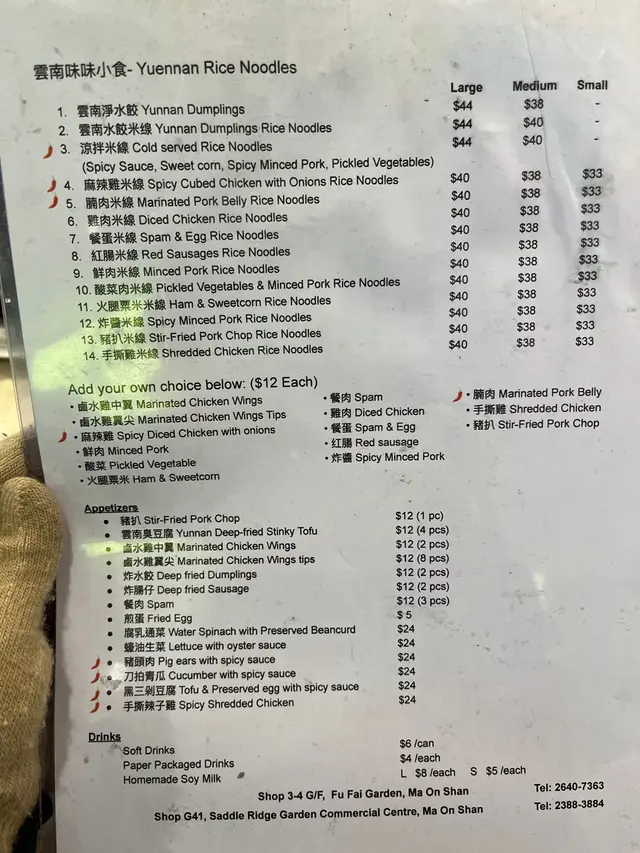 雲南味味小食- Yuennan Rice Noodles
Large Medium Small
1. 雲南淨水餃 Yunnan Dumplings $44 $38 -
2. 雲南水餃米線 Yunnan Dumplings Rice Noodles $44 $40 -
3. 涼拌米線 Cold served Rice Noodles $44 $40 -
(Spicy Sauce, Sweet corn, Spicy Minced Pork, Pickled Vegetables)
4. 麻辣雞米線 Spicy Cubed Chicken with Onions Rice Noodles $40 $38 $33
5. 腩肉米線 Marinated Pork Belly Rice Noodles $40 $38 $33
6. 雞肉米線 Diced Chicken Rice Noodles $40 $38 $33
7. 餐蛋米線 Spam & Egg Rice Noodles $40 $38 $33
8. 紅腸米線 Red Sausages Rice Noodles $40 $38 $33
9. 鮮肉米線 Minced Pork Rice Noodles $40 $38 $33
10. 酸菜肉米線 Pickled Vegetables & Minced Pork Rice Noodles $40 $38 $33
11. 火腿粟米米線 Ham & Sweetcorn Rice Noodles $40 $38 $33
12. 炸醬米線 Spicy Minced Pork Rice Noodles $40 $38 $33
13. 豬扒米線 Stir-Fried Pork Chop Rice Noodles $40 $38 $33
14. 手撕雞米線 Shredded Chicken Rice Noodles $40 $38 $33
Add your own choice below: ($12 Each)
• 鹵水雞中翼 Marinated Chicken Wings
• 鹵水雞翼尖 Marinated Chicken Wings Tips
• 麻辣雞 Spicy Diced Chicken with onions
• 鮮肉 Minced Pork
• 酸菜 Pickled Vegetable
• 火腿粟米 Ham & Sweetcorn
• 餐肉 Spam
• 雞肉 Diced Chicken
• 餐蛋 Spam & Egg
• 红腸 Red sausage
• 炸醬 Spicy Minced Pork
• 腩肉 Marinated Pork Belly
• 手撕雞 Shredded Chicken
• 豬扒 Stir-Fried Pork Chop
Appetizers
• 豬扒 Stir-Fried Pork Chop $12 (1 pc)
• 雲南臭豆腐 Yunnan Deep-fried Stinky Tofu $12 (4 pcs)
• 鹵水雞中翼 Marinated Chicken Wings $12 (2 pcs)
• 鹵水雞翼尖 Marinated Chicken Wings tips $12 (8 pcs)
• 炸水餃 Deep fried Dumplings $12 (2 pcs)
• 炸腸仔 Deep fried Sausage $12 (2 pcs)
• 餐肉 Spam $12 (3 pcs)
• 煎蛋 Fried Egg $ 5
• 腐乳通菜 Water Spinach with Preserved Beancurd $24
• 蠔油生菜 Lettuce with oyster sauce $24
• 豬頭肉 Pig ears with spicy sauce $24
• 刀拍青瓜 Cucumber with spicy sauce $24
• 黑三剁豆腐 Tofu & Preserved egg with spicy sauce $24
• 手撕辣子雞 Spicy Shredded Chicken $24
Drinks
Soft Drinks $6 /can
Paper Packaged Drinks $4 /each
Homemade Soy Milk L $8 /each S $5 /each
Shop 3-4 G/F, Fu Fai Garden, Ma On Shan Tel: 2640-7363
Shop G41, Saddle Ridge Garden Commercial Centre, Ma On Shan Tel: 2388-3884